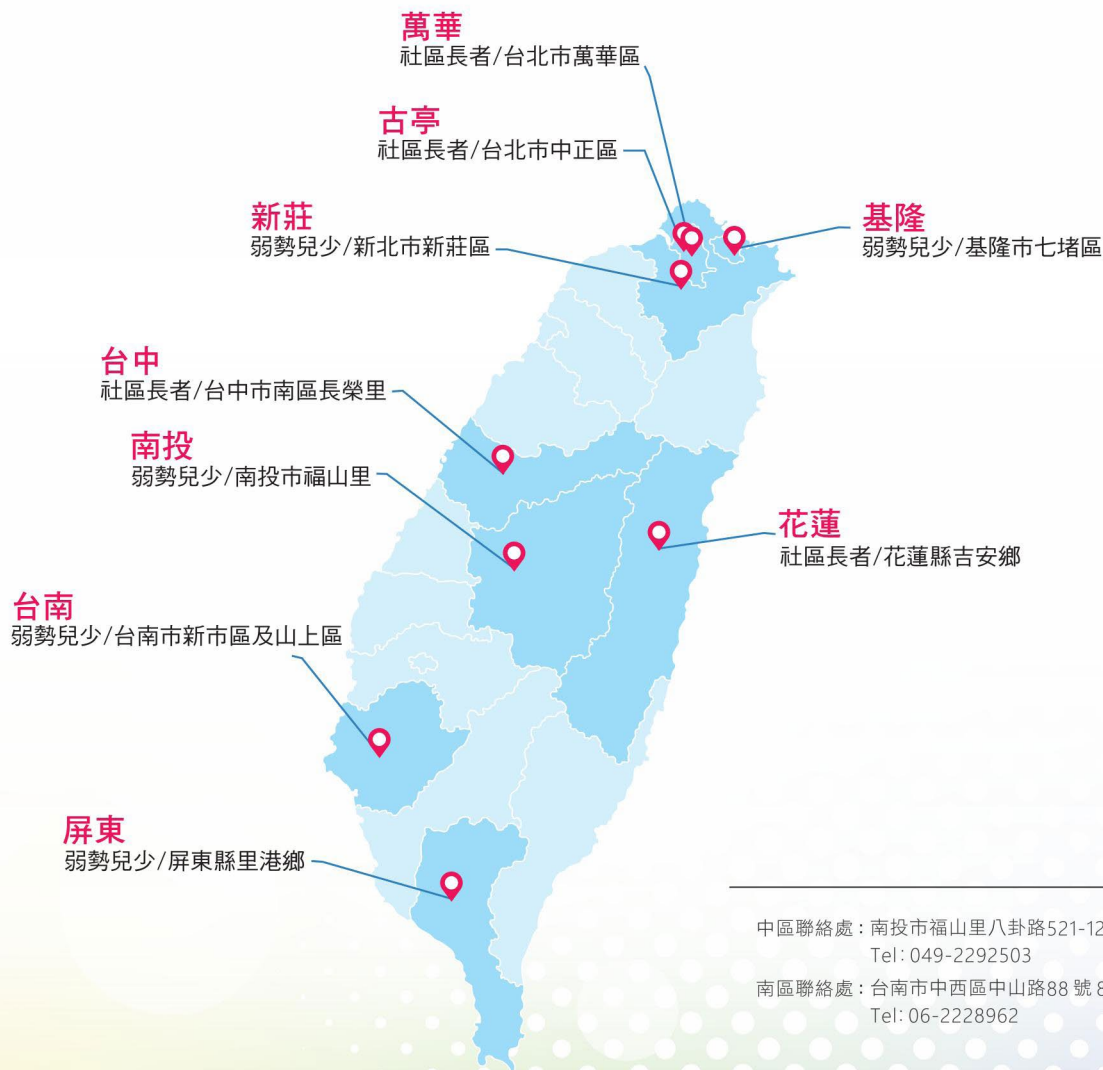 萬華
社區長者/台北市萬華區
古亭
社區長者/台北市中正區
新莊
弱勢兒少/新北市新莊區
基隆
弱勢兒少/基隆市七堵區
台中
社區長者/台中市南區長榮里
南投
弱勢兒少/南投市福山里
花蓮
社區長者/花蓮縣吉安鄉
台南
弱勢兒少/台南市新市區及山上區
屏東
弱勢兒少/屏東縣里港鄉
中區聯絡處：南投市福山里八卦路521-12
Tel：049-2292503
南區聯絡處：台南市中西區中山路88 號 8
Tel：06-2228962